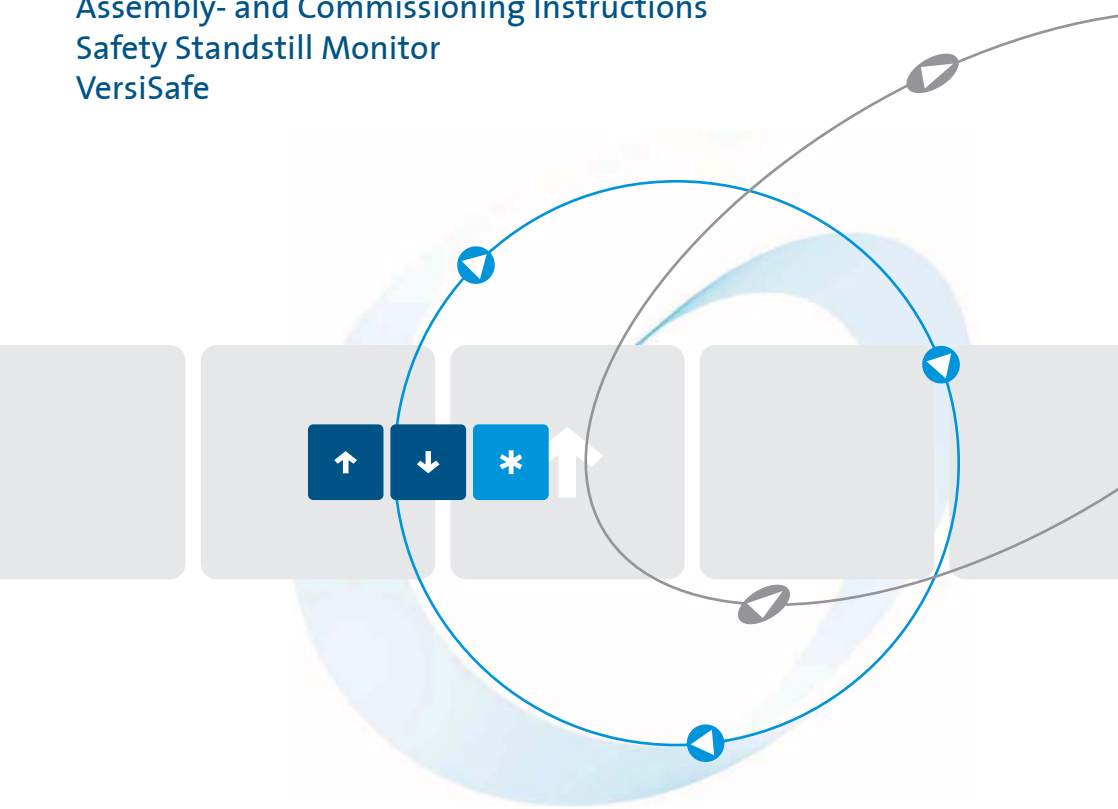 Assembly- and Commissioning Instructions
Safety Standstill Monitor
VersiSafe